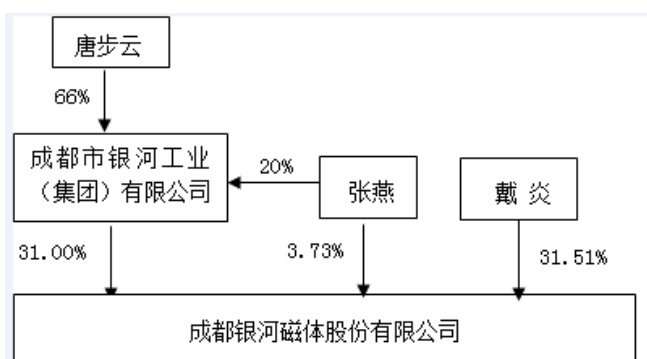 唐步云
66%
成都市银河工业
（集团）有限公司
20%
张燕
戴 炎
31.00%
3.73%
31.51%
成都银河磁体股份有限公司